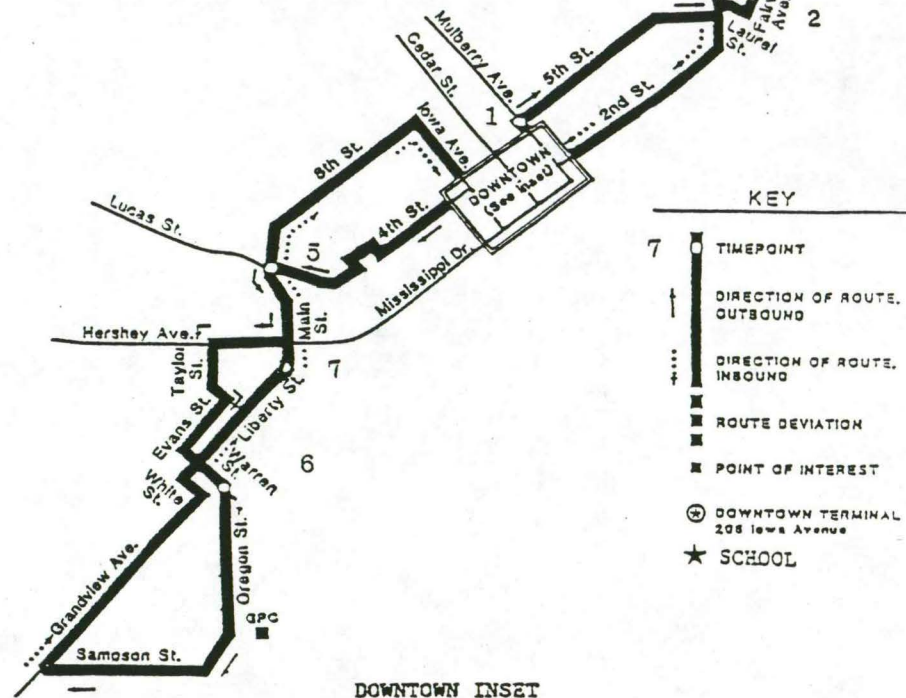 Mulberry Ave.
Cedar St.
5th St.
2nd St.
Laurel St.
2
1
Iowa Ave.
8th St.
DOWNTOWN
(See inset)
4th St.
Lucas St.
5
Mississippi Dr.
Hershey Ave.
Main St.
Taylor St.
7
Liberty St.
Evans St.
Warren St.
6
White St.
Grandview Ave.
Oregon St.
GPC
Samoson St.
KEY
7 TIMEPOINT
DIRECTION OF ROUTE,
OUTBOUND
DIRECTION OF ROUTE,
INBOUND
ROUTE DEVIATION
POINT OF INTEREST
DOWNTOWN TERMINAL
208 Iowa Avenue
SCHOOL
DOWNTOWN INSET